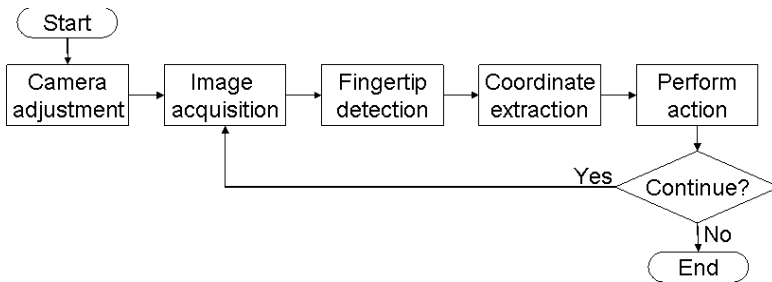 Start
Camera
adjustment
Image
acquisition
Fingertip
detection
Coordinate
extraction
Perform
action
Continue?
Yes
No
End